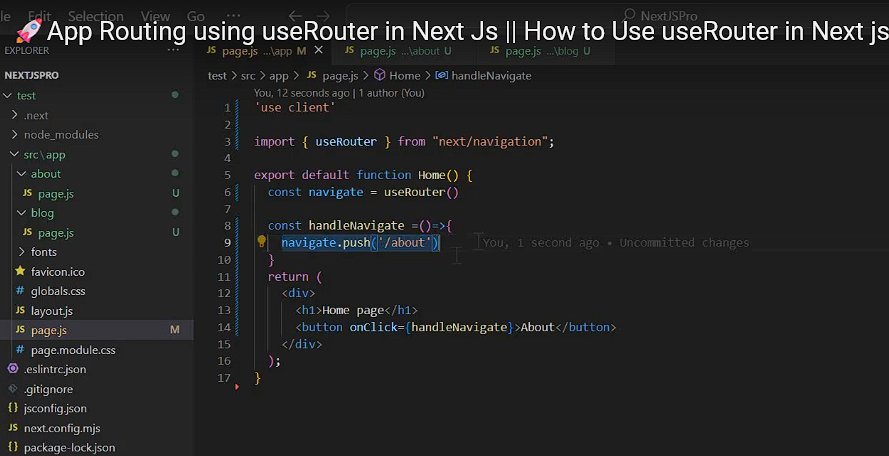 🚀App Routing using useRouter in Next Js || How to Use useRouter in Next js
Edit Selection View Go ··· NextJSPro
EXPLORER ···
JS page.js ...\app M ×
JS page.js ...\about U
JS page.js ...\blog U
test > src > app > JS page.js > Home > handleNavigate
NEXTJSPRO
test
.next
node_modules
src\app
about
JS page.js U
blog
JS page.js U
fonts
favicon.ico
# globals.css
JS layout.js
JS page.js M
# page.module.css
.eslintrc.json
.gitignore
{} jsconfig.json
JS next.config.mjs
{} package-lock.json
You, 12 seconds ago | 1 author (You)
1 'use client'
2
3 import { useRouter } from "next/navigation";
4
5 export default function Home() {
6 const navigate = useRouter()
7
8 const handleNavigate =()=>{
9 navigate.push('/about') You, 1 second ago • Uncommitted changes
10 }
11 return (
12 <div>
13 <h1>Home page</h1>
14 <button onClick={handleNavigate}>About</button>
15 </div>
16 );
17 }